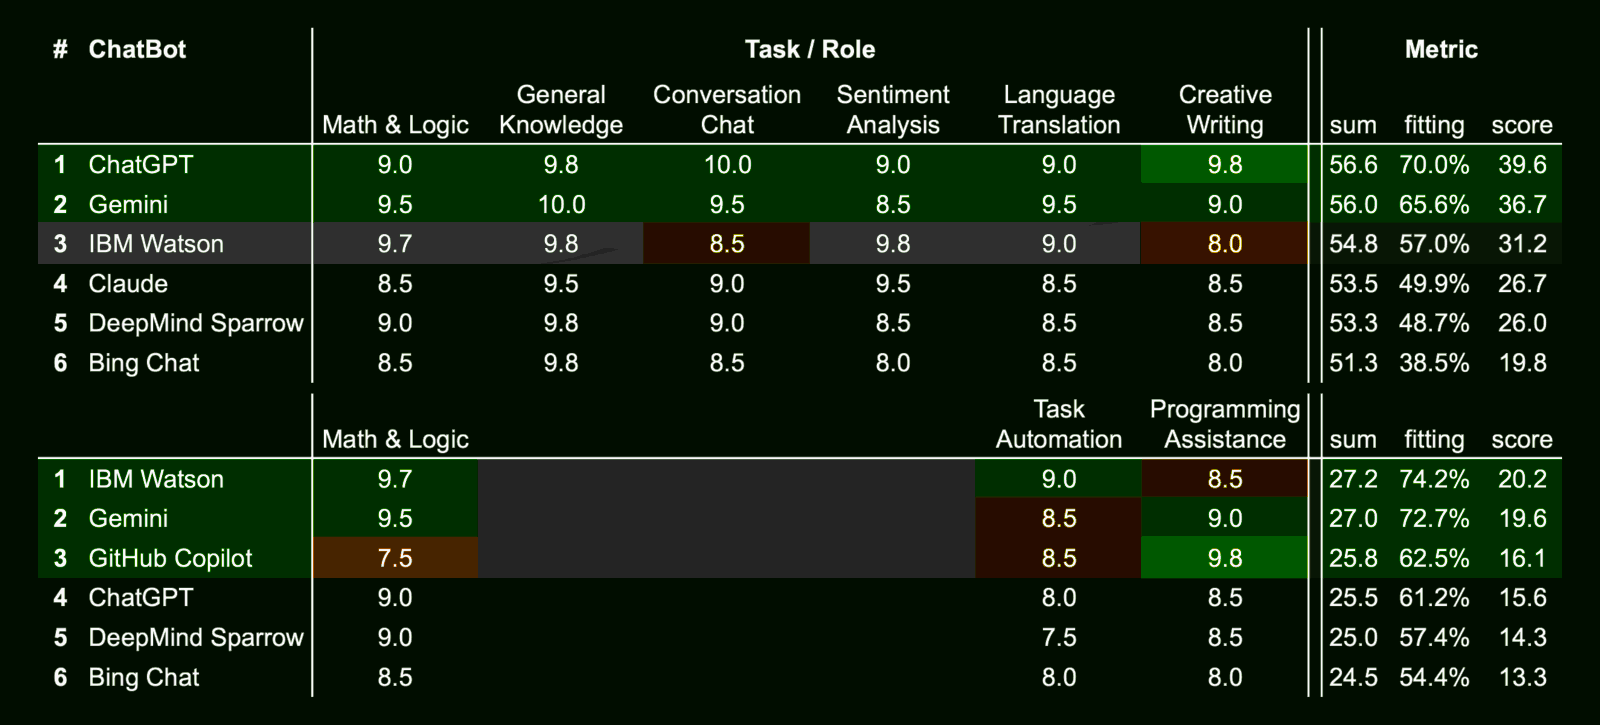 # ChatBot Task / Role Metric
General Conversation Sentiment Language Creative
Math & Logic Knowledge Chat Analysis Translation Writing sum fitting score
1 ChatGPT 9.0 9.8 10.0 9.0 9.0 9.8 56.6 70.0% 39.6
2 Gemini 9.5 10.0 9.5 8.5 9.5 9.0 56.0 65.6% 36.7
3 IBM Watson 9.7 9.8 8.5 9.8 9.0 8.0 54.8 57.0% 31.2
4 Claude 8.5 9.5 9.0 9.5 8.5 8.5 53.5 49.9% 26.7
5 DeepMind Sparrow 9.0 9.8 9.0 8.5 8.5 8.5 53.3 48.7% 26.0
6 Bing Chat 8.5 9.8 8.5 8.0 8.5 8.0 51.3 38.5% 19.8
Task Programming
Math & Logic Automation Assistance sum fitting score
1 IBM Watson 9.7 9.0 8.5 27.2 74.2% 20.2
2 Gemini 9.5 8.5 9.0 27.0 72.7% 19.6
3 GitHub Copilot 7.5 8.5 9.8 25.8 62.5% 16.1
4 ChatGPT 9.0 8.0 8.5 25.5 61.2% 15.6
5 DeepMind Sparrow 9.0 7.5 8.5 25.0 57.4% 14.3
6 Bing Chat 8.5 8.0 8.0 24.5 54.4% 13.3